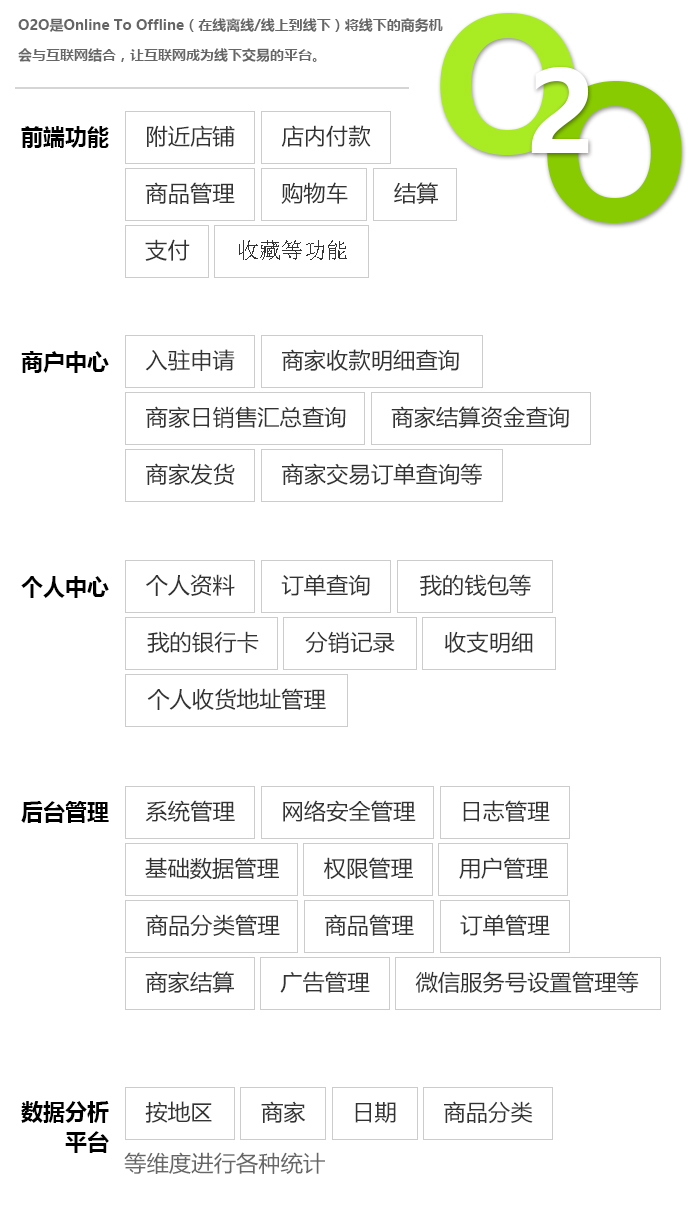 O2O是Online To Offline（在线离线/线上到线下）将线下的商务机
会与互联网结合，让互联网成为线下交易的平台。
O2O
前端功能
附近店铺 店内付款
商品管理 购物车 结算
支付 收藏等功能
商户中心
入驻申请 商家收款明细查询
商家日销售汇总查询 商家结算资金查询
商家发货 商家交易订单查询等
个人中心
个人资料 订单查询 我的钱包等
我的银行卡 分销记录 收支明细
个人收货地址管理
后台管理
系统管理 网络安全管理 日志管理
基础数据管理 权限管理 用户管理
商品分类管理 商品管理 订单管理
商家结算 广告管理 微信服务号设置管理等
数据分析
平台
按地区 商家 日期 商品分类
等维度进行各种统计